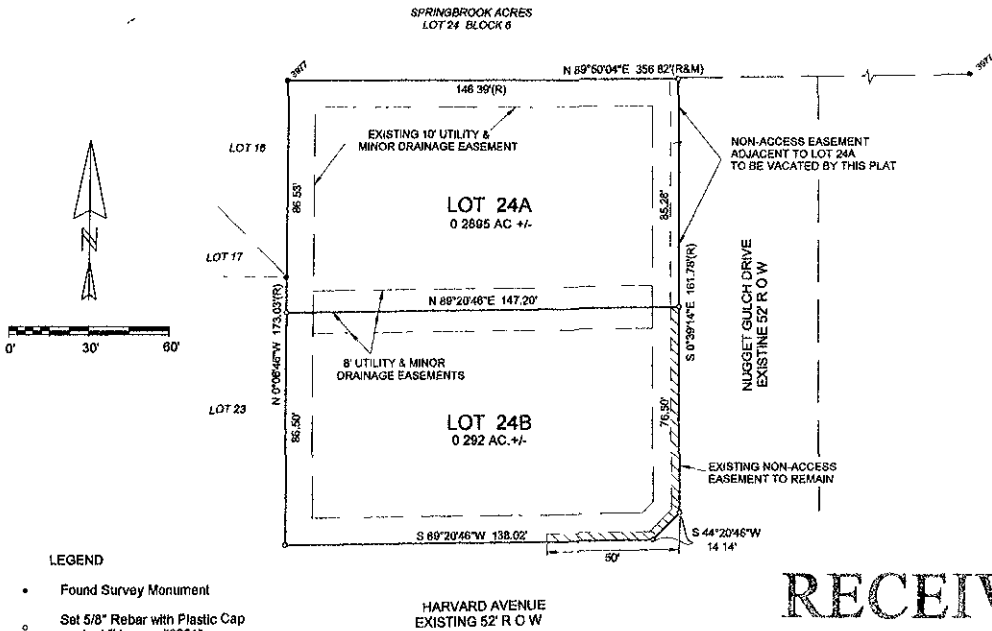 SPRINGBROOK ACRES
LOT 24 BLOCK 6
3977
N 89°50'04"E 356 82'(R&M)
3977
146 39'(R)
EXISTING 10' UTILITY &
MINOR DRAINAGE EASEMENT
NON-ACCESS EASEMENT
ADJACENT TO LOT 24A
TO BE VACATED BY THIS PLAT
LOT 16
86 53'
LOT 24A
0 2895 AC +/-
85.28'
LOT 17
N
N 89°20'46"E 147.20'
N 0°06'46"W 173.03'(R)
S 0°39'14"E 161.78'(R)
NUGGET GULCH DRIVE
EXISTINE 52' R O W
0' 30' 60'
8' UTILITY & MINOR
DRAINAGE EASEMENTS
LOT 23
86.50'
LOT 24B
0 292 AC.+/-
76.50'
EXISTING NON-ACCESS
EASEMENT TO REMAIN
S 89°20'46"W 138.02'
S 44°20'46"W
14 14'
50'
LEGEND
Found Survey Monument
Set 5/8" Rebar with Plastic Cap
HARVARD AVENUE
EXISTING 52' R O W
RECEIV